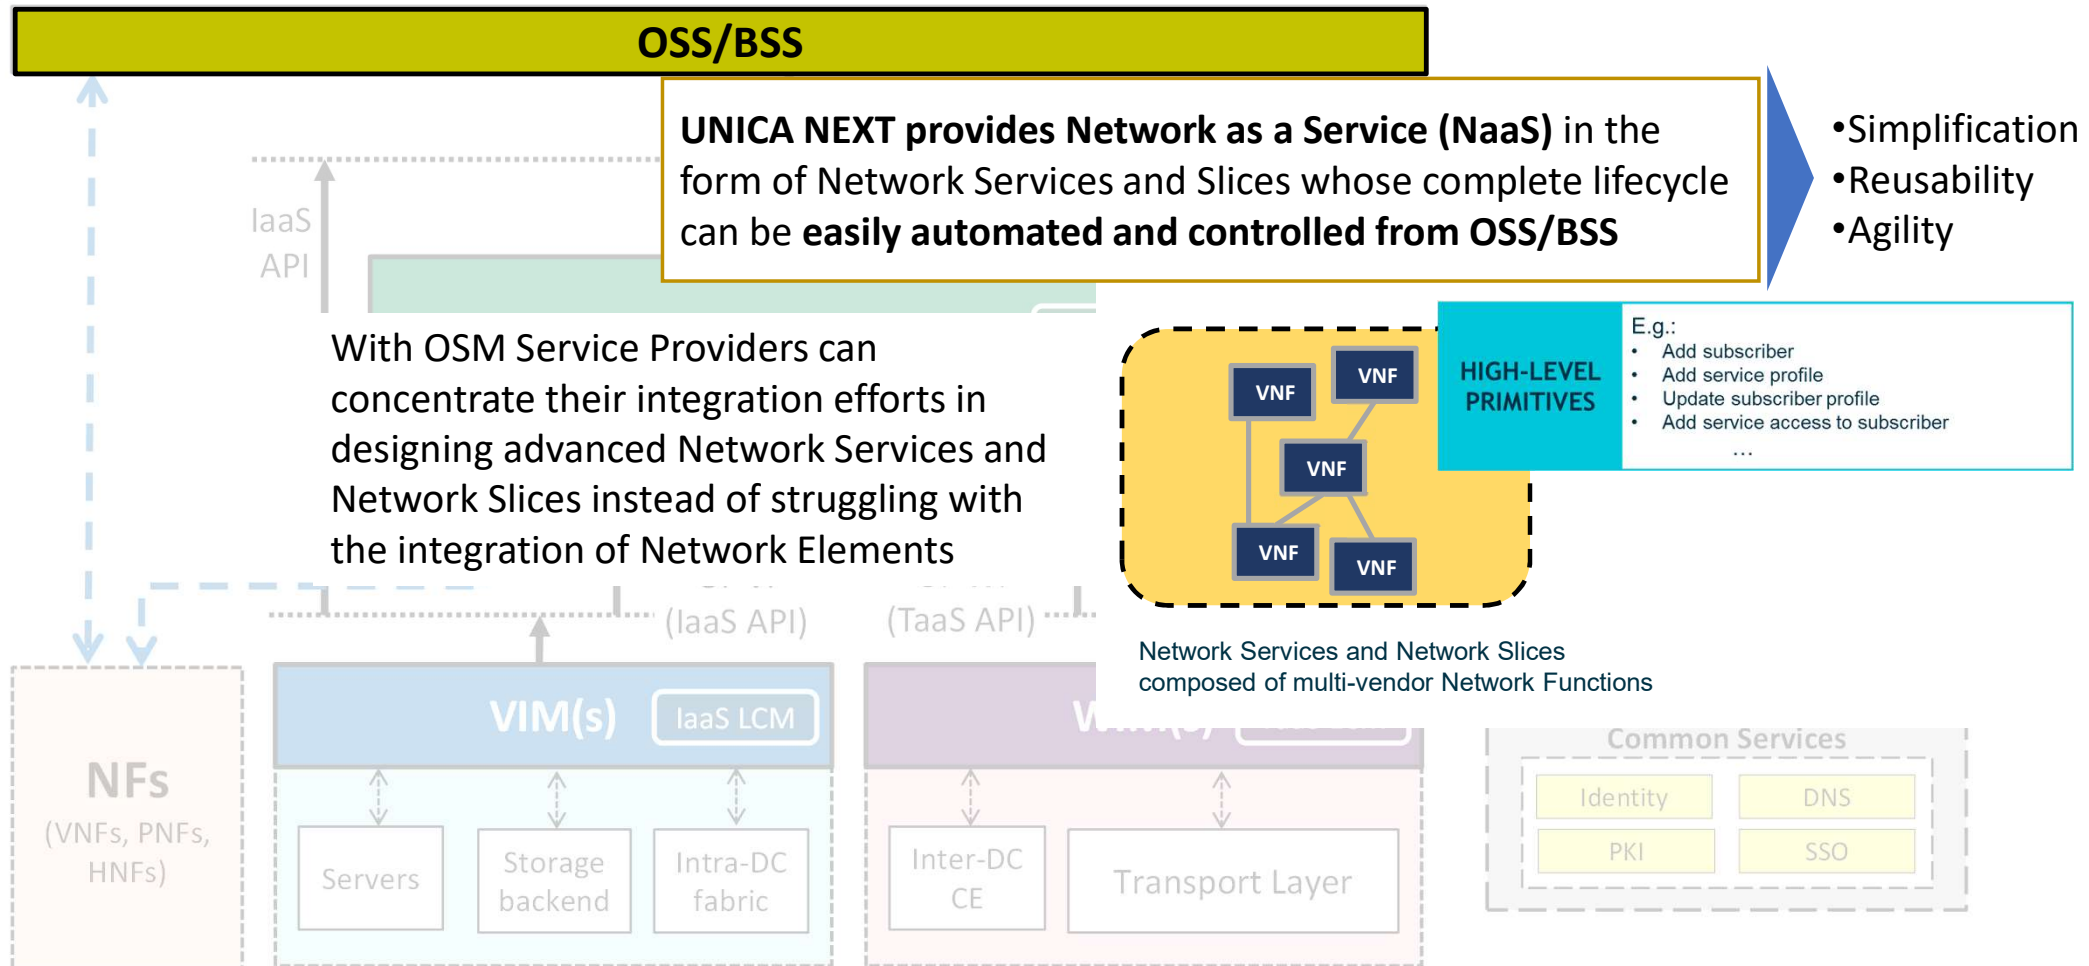 OSS/BSS
UNICA NEXT provides Network as a Service (NaaS) in the
form of Network Services and Slices whose complete lifecycle
can be easily automated and controlled from OSS/BSS
•Simplification
•Reusability
•Agility
IaaS
API
With OSM Service Providers can
concentrate their integration efforts in
designing advanced Network Services and
Network Slices instead of struggling with
the integration of Network Elements
VNF
VNF
VNF
VNF
VNF
HIGH-LEVEL
PRIMITIVES
E.g.:
• Add subscriber
• Add service profile
• Update subscriber profile
• Add service access to subscriber
…
Network Services and Network Slices
composed of multi-vendor Network Functions
(IaaS API)
(TaaS API)
NFs
(VNFs, PNFs,
HNFs)
VIM(s)
IaaS LCM
Servers
Storage
backend
Intra-DC
fabric
Inter-DC
CE
Transport Layer
Common Services
Identity
DNS
PKI
SSO